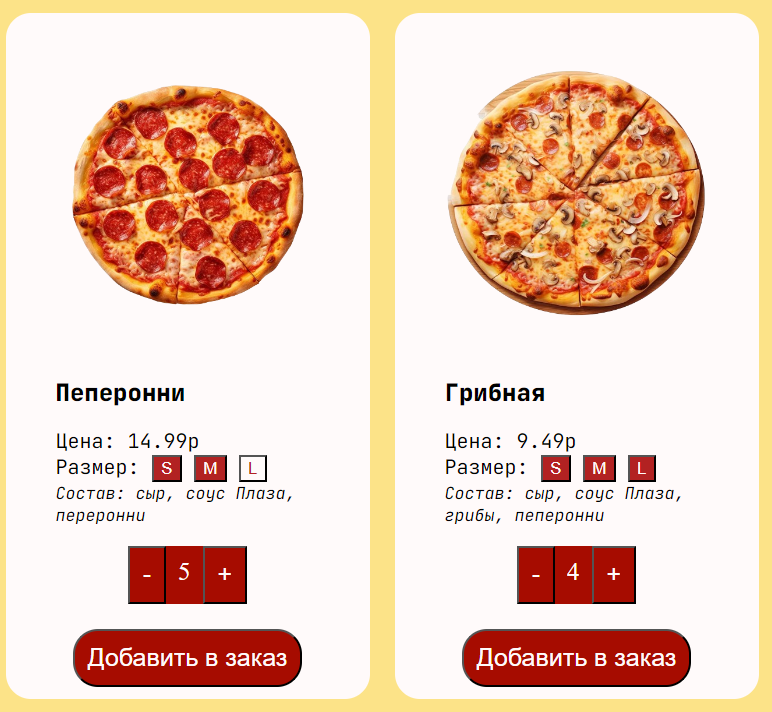 Пеперонни
Цена: 14.99р
Размер: S M L
Состав: сыр, соус Плаза,
переронни
- 5 +
Добавить в заказ
Грибная
Цена: 9.49р
Размер: S M L
Состав: сыр, соус Плаза,
грибы, пеперонни
- 4 +
Добавить в заказ